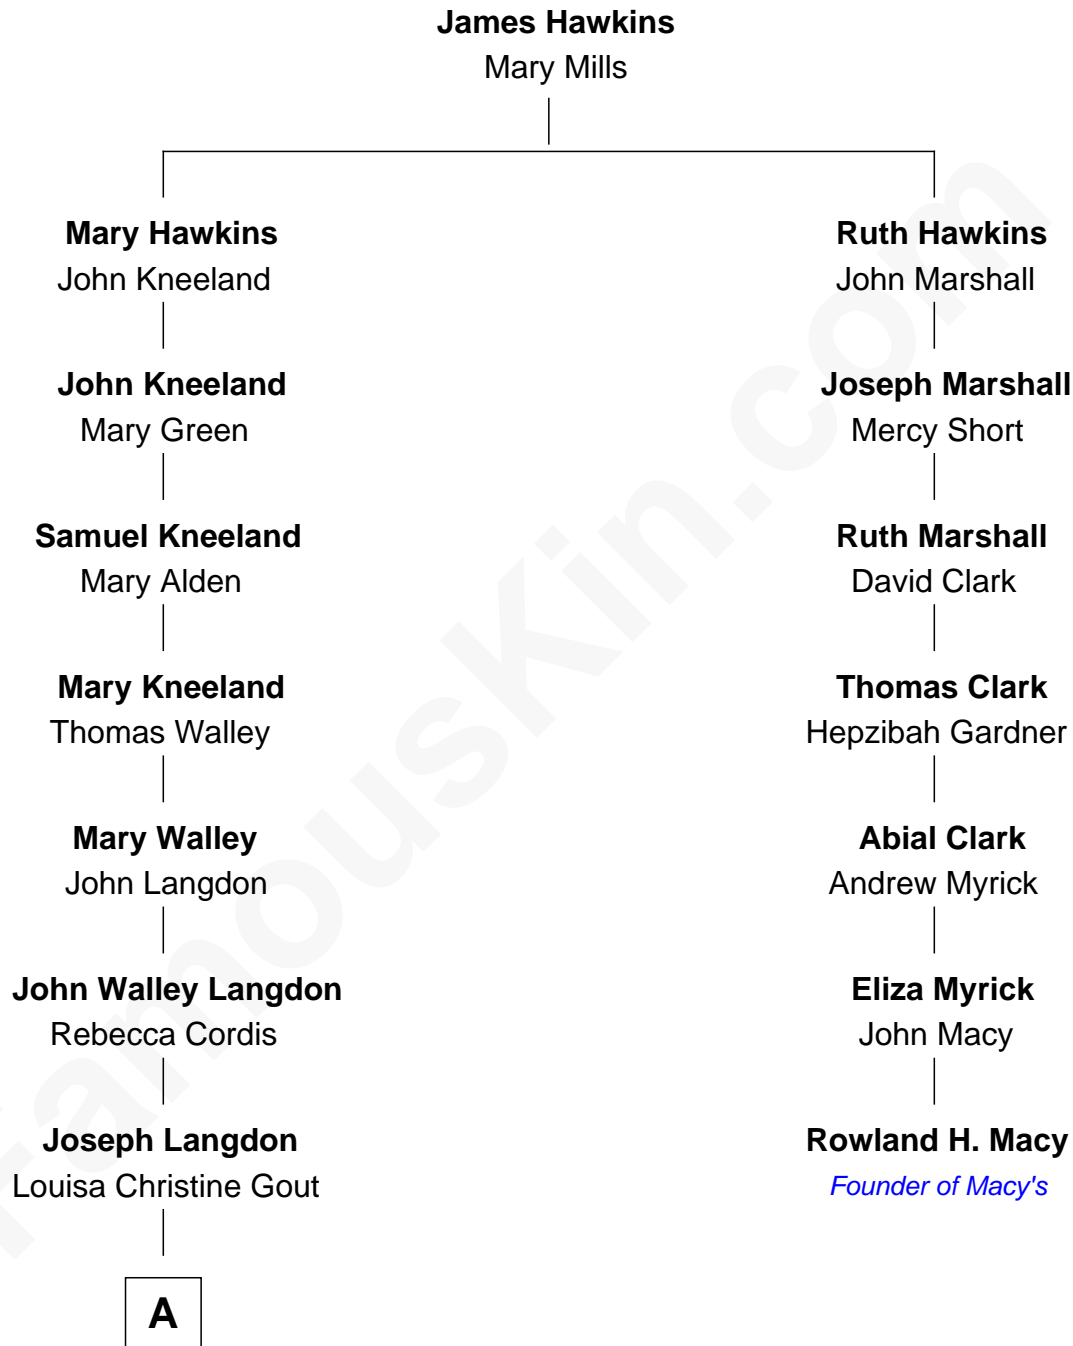 James Hawkins
Mary Mills
Mary Hawkins
John Kneeland
Ruth Hawkins
John Marshall
John Kneeland
Mary Green
Joseph Marshall
Mercy Short
Samuel Kneeland
Mary Alden
Ruth Marshall
David Clark
Mary Kneeland
Thomas Walley
Thomas Clark
Hepzibah Gardner
Mary Walley
John Langdon
Abial Clark
Andrew Myrick
John Walley Langdon
Rebecca Cordis
Eliza Myrick
John Macy
Joseph Langdon
Louisa Christine Gout
Rowland H. Macy
Founder of Macy's
A
FamousKin.com